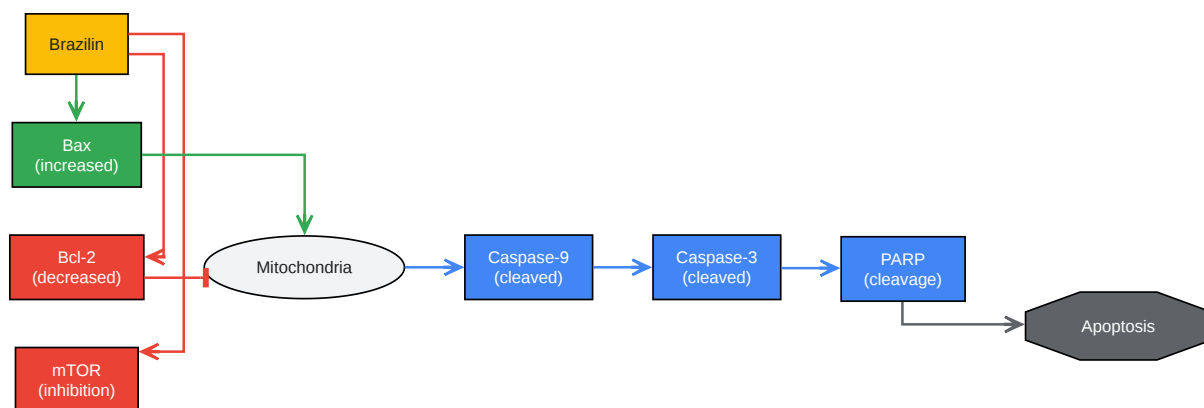 Brazilin
Bax
(increased)
Bcl-2
(decreased)
Mitochondria
Caspase-9
(cleaved)
Caspase-3
(cleaved)
PARP
(cleavage)
Apoptosis
mTOR
(inhibition)